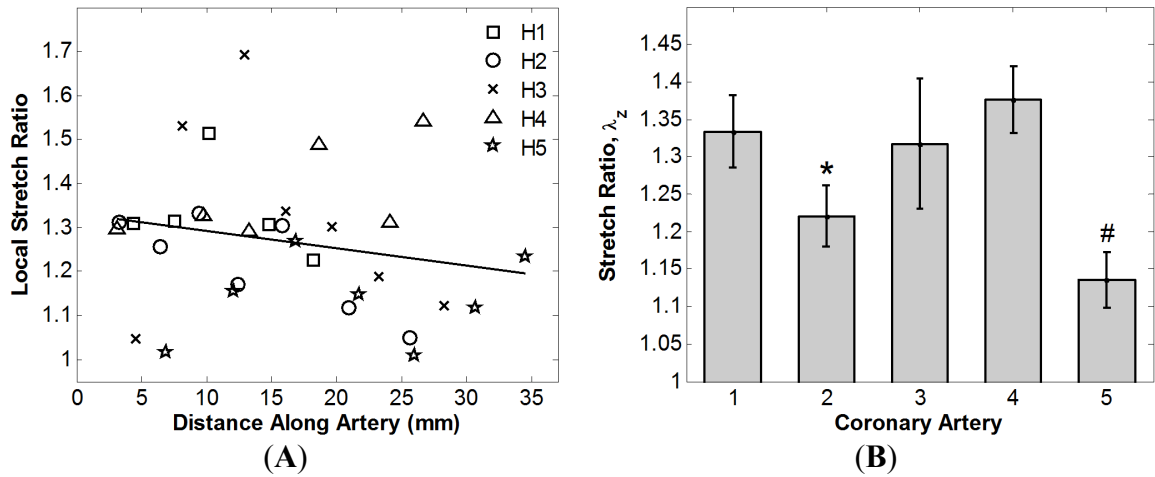 1.7
1.6
1.5
1.4
1.3
1.2
1.1
1
Local Stretch Ratio
0 5 10 15 20 25 30 35
Distance Along Artery (mm)
H1
H2
H3
H4
H5
(A)
1.45
1.4
1.35
1.3
1.25
1.2
1.15
1.1
1.05
1
Stretch Ratio, λz
*
#
1 2 3 4 5
Coronary Artery
(B)